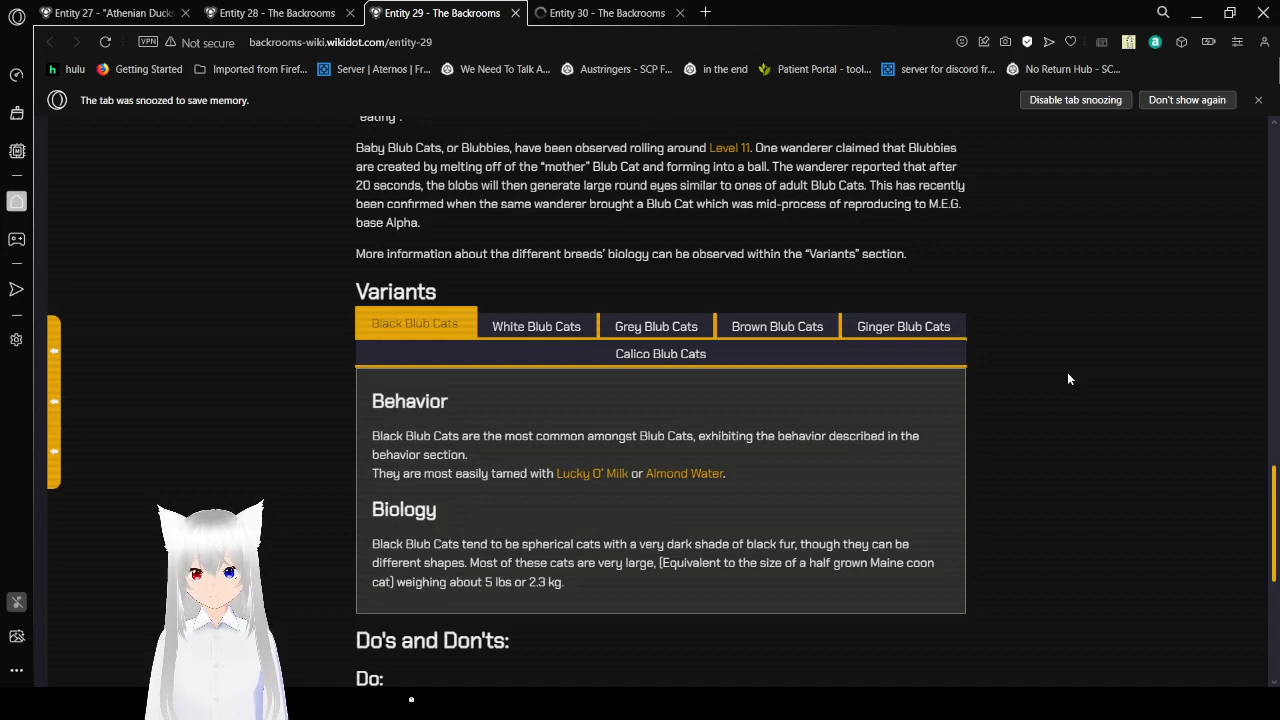 Entity 27 - "Athenian Ducks
Entity 28 - The Backrooms
Entity 29 - The Backrooms
Entity 30 - The Backrooms
VPN
Not secure
backrooms-wiki.wikidot.com/entity-29
hulu
Getting Started
Imported from Firef...
Server | Aternos | Fr...
We Need To Talk A...
Austringers - SCP F...
in the end
Patient Portal - tool...
server for discord fr...
No Return Hub - SC...
The tab was snoozed to save memory.
Disable tab snoozing
Don't show again
eating".
Baby Blub Cats, or Blubbies, have been observed rolling around Level 11. One wanderer claimed that Blubbies
are created by melting off of the “mother” Blub Cat and forming into a ball. The wanderer reported that after
20 seconds, the blobs will then generate large round eyes similar to ones of adult Blub Cats. This has recently
been confirmed when the same wanderer brought a Blub Cat which was mid-process of reproducing to M.E.G.
base Alpha.
More information about the different breeds’ biology can be observed within the “Variants” section.
Variants
Black Blub Cats
White Blub Cats
Grey Blub Cats
Brown Blub Cats
Ginger Blub Cats
Calico Blub Cats
Behavior
Black Blub Cats are the most common amongst Blub Cats, exhibiting the behavior described in the
behavior section.
They are most easily tamed with Lucky O’ Milk or Almond Water.
Biology
Black Blub Cats tend to be spherical cats with a very dark shade of black fur, though they can be
different shapes. Most of these cats are very large, (Equivalent to the size of a half grown Maine coon
cat) weighing about 5 lbs or 2.3 kg.
Do's and Don'ts:
Do: